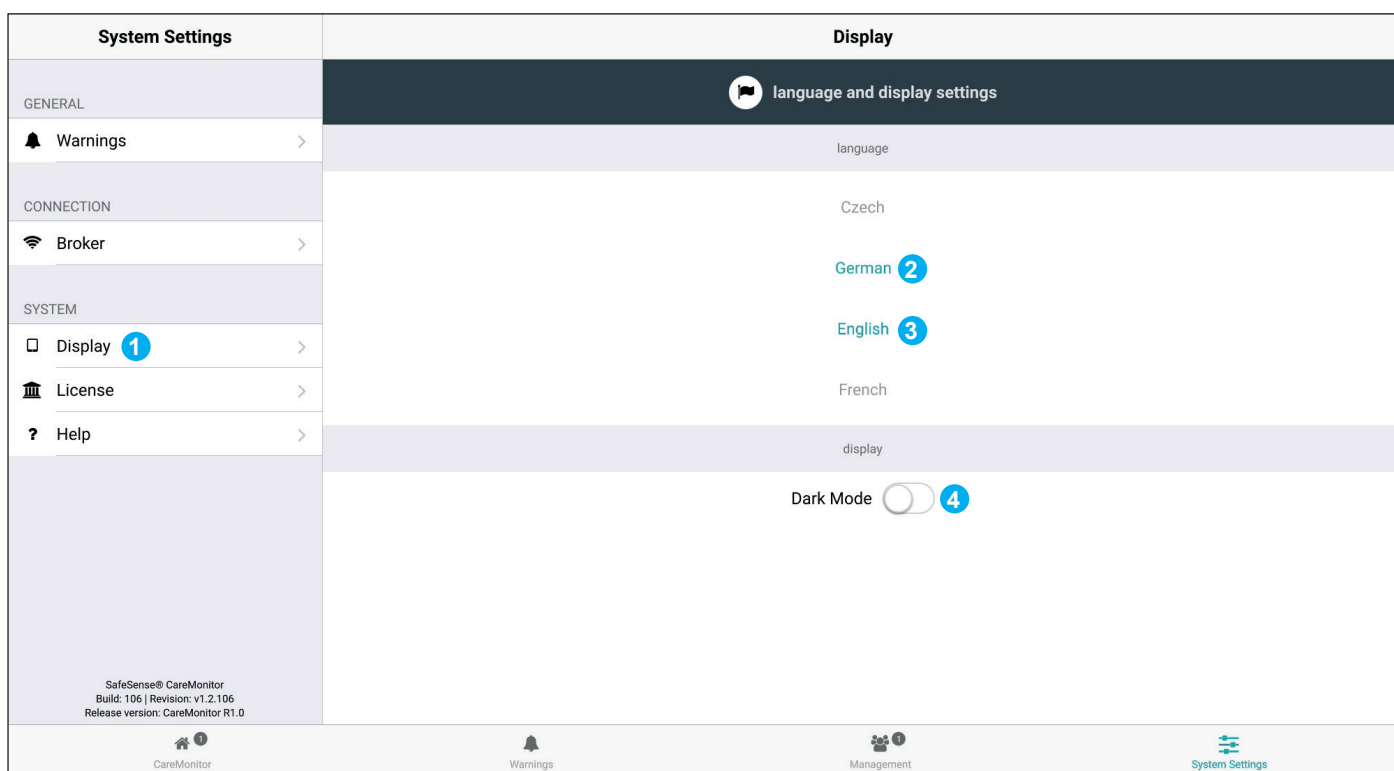 System Settings
Display
GENERAL
Warnings
CONNECTION
Broker
SYSTEM
Display 1
License
Help
SafeSense® CareMonitor
Build: 106 | Revision: v1.2.106
Release version: CareMonitor R1.0
language and display settings
language
Czech
German 2
English 3
French
display
Dark Mode 4
1
CareMonitor
Warnings
1
Management
System Settings